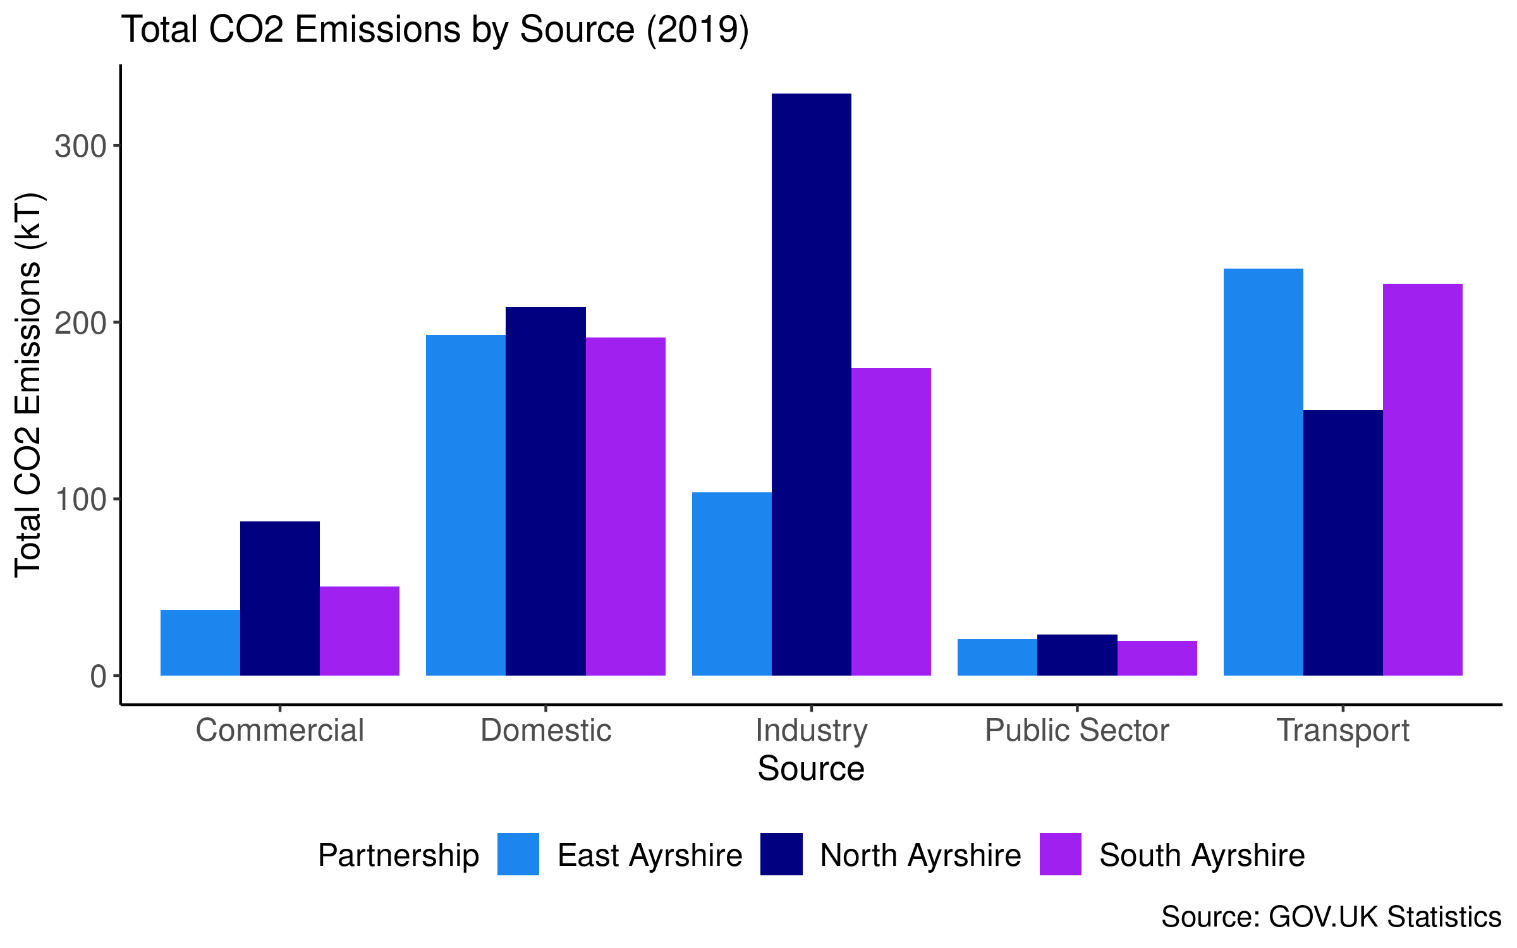 Total CO2 Emissions by Source (2019)
Total CO2 Emissions (kT)
300
200
100
0
Commercial Domestic Industry Public Sector Transport
Source
Partnership East Ayrshire North Ayrshire South Ayrshire
Source: GOV.UK Statistics